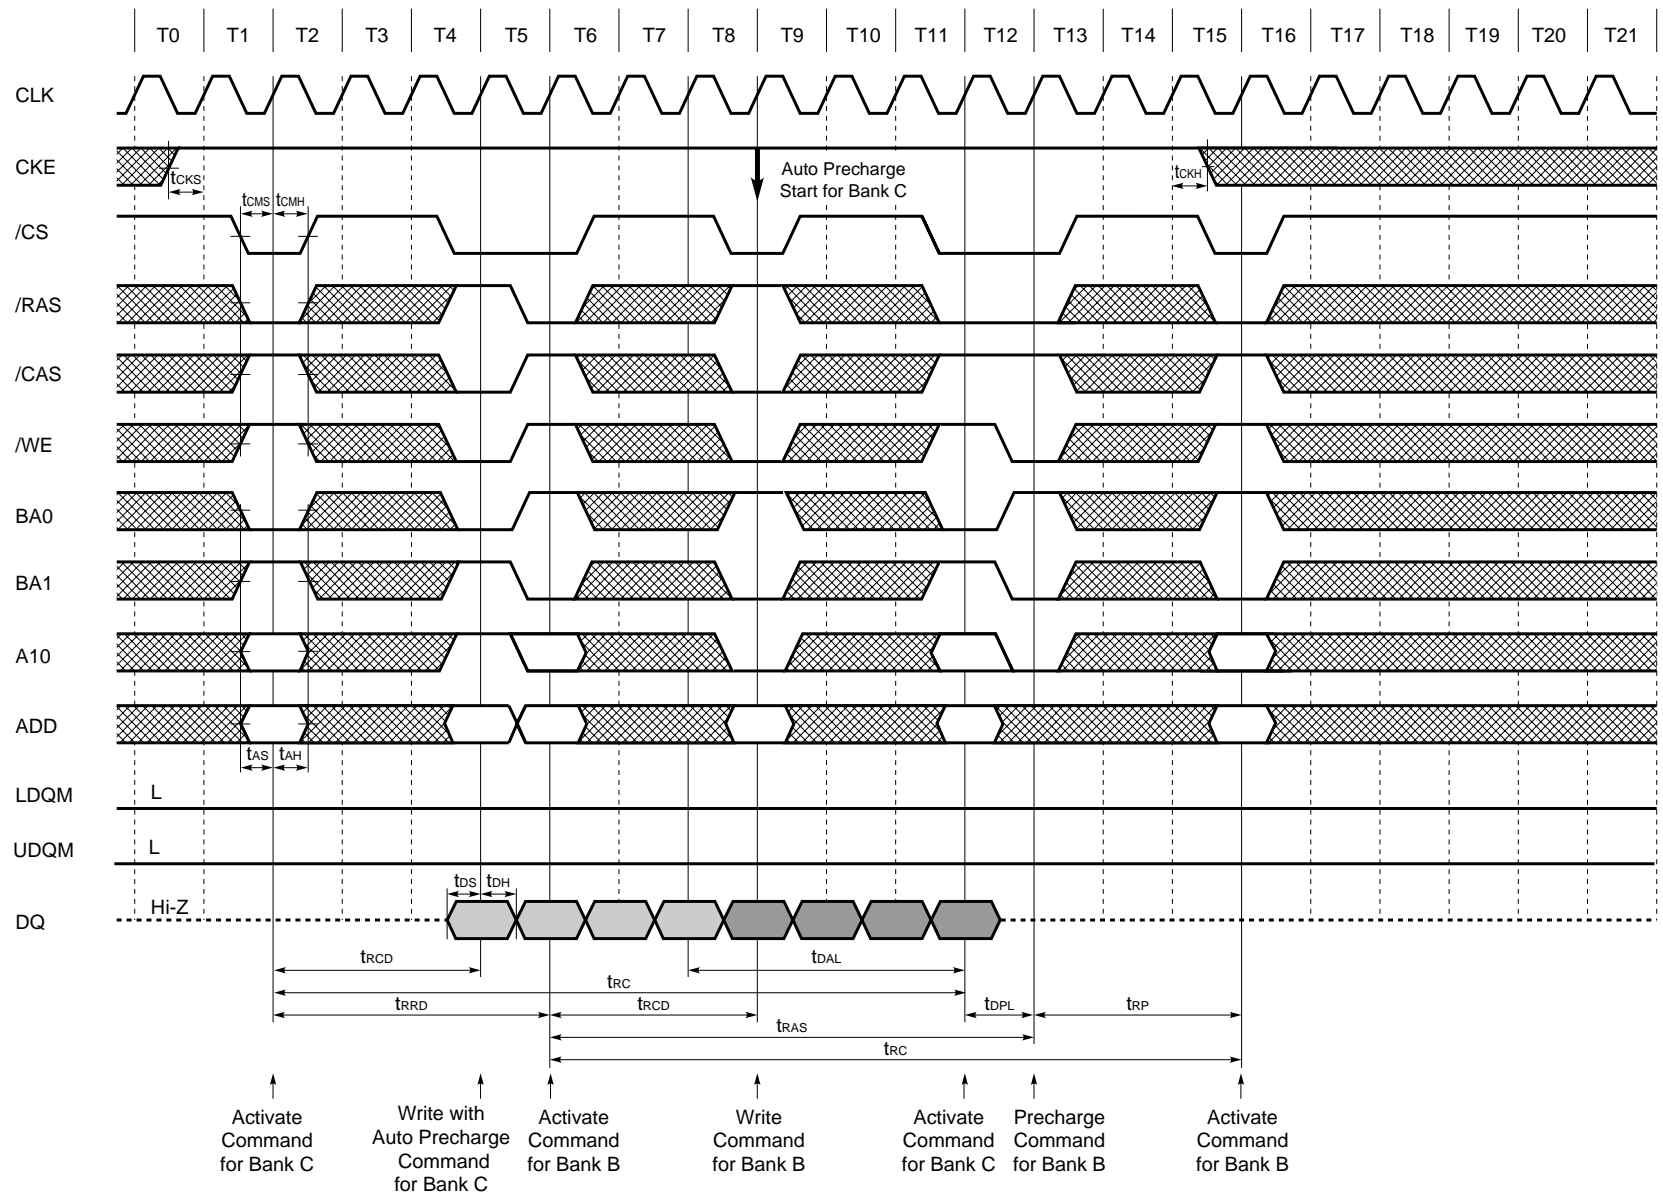 T0 T1 T2 T3 T4 T5 T6 T7 T8 T9 T10 T11 T12 T13 T14 T15 T16 T17 T18 T19 T20 T21
CLK
CKE
tCKS
Auto Precharge
Start for Bank C
tCKH
tCMS tCMH
/CS
/RAS
/CAS
/WE
BA0
BA1
A10
ADD
tAS tAH
LDQM L
UDQM L
tDS tDH
DQ Hi-Z
tRCD tDAL
tRC
tRRD tRCD tDPL tRP
tRAS
tRC
Activate
Command
for Bank C
Write with
Auto Precharge
Command
for Bank C
Activate
Command
for Bank B
Write
Command
for Bank B
Activate
Command
for Bank C
Precharge
Command
for Bank B
Activate
Command
for Bank B